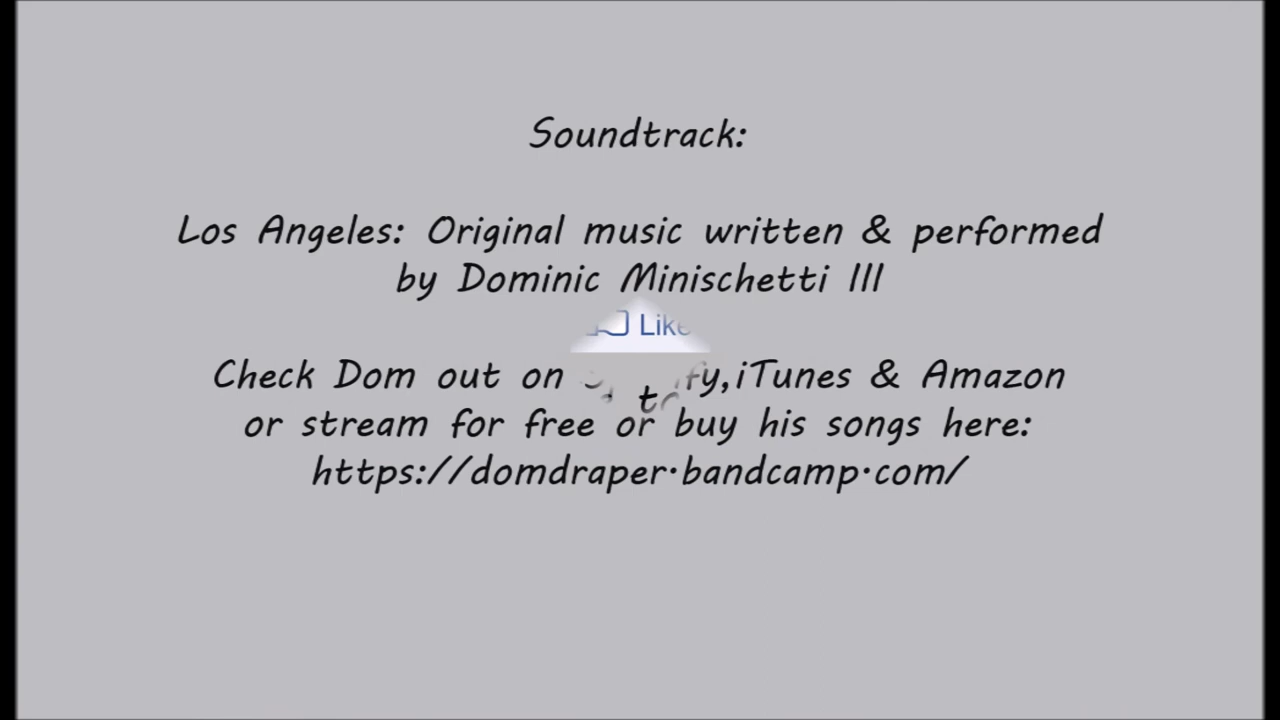 Soundtrack:
Los Angeles: Original music written & performed
by Dominic Minischetti III
Like
Check Dom out on iTunes & Amazon
to
or stream for free or buy his songs here:
https://domdraper.bandcamp.com/